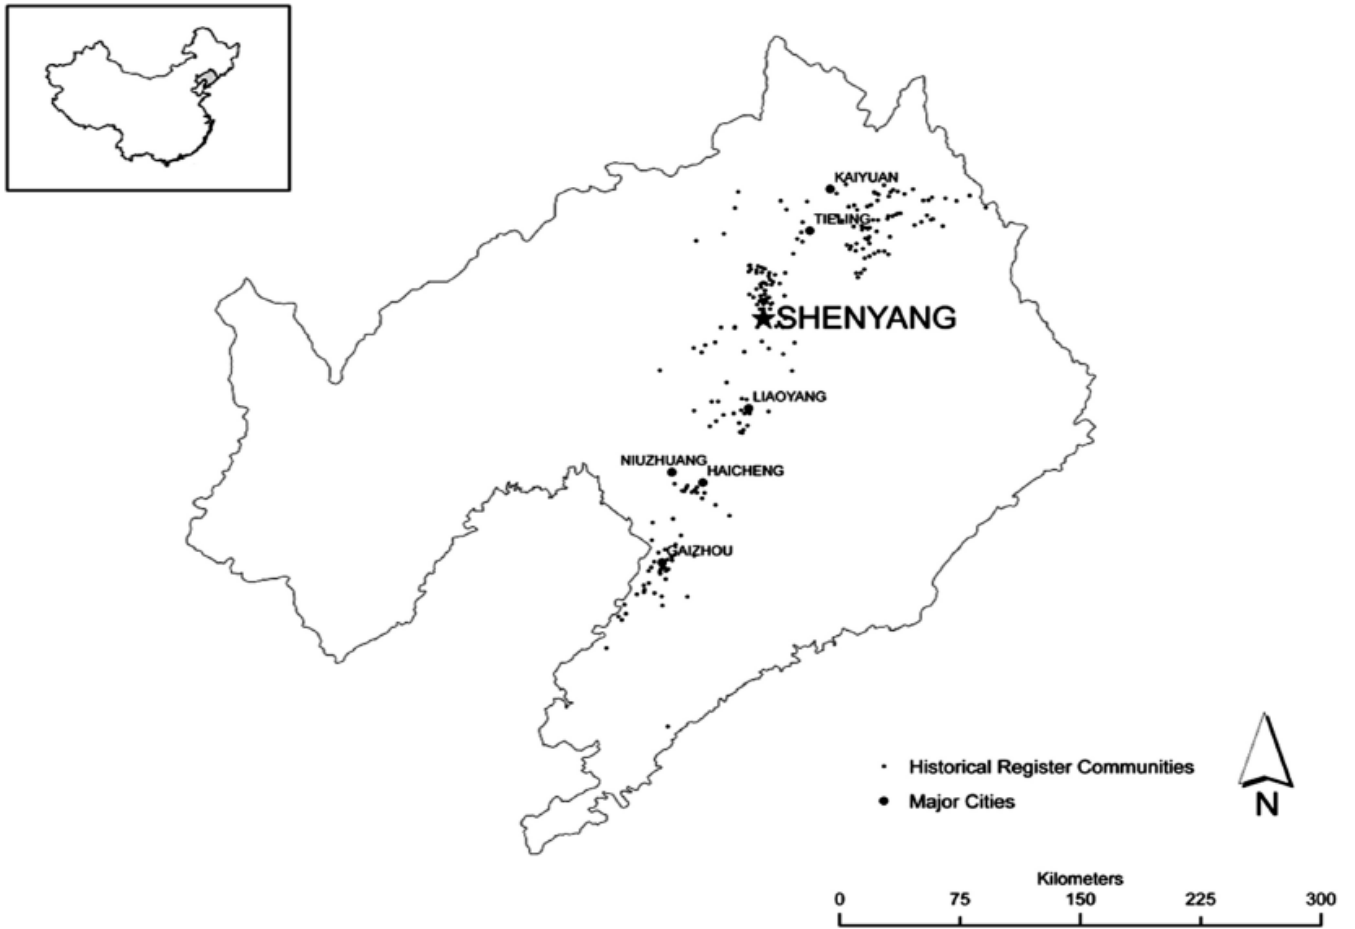 KAIYUAN
TIELING
SHENYANG
LIAOYANG
NIUZHUANG
HAICHENG
GAIZHOU
Historical Register Communities
Major Cities
N
Kilometers
0 75 150 225 300